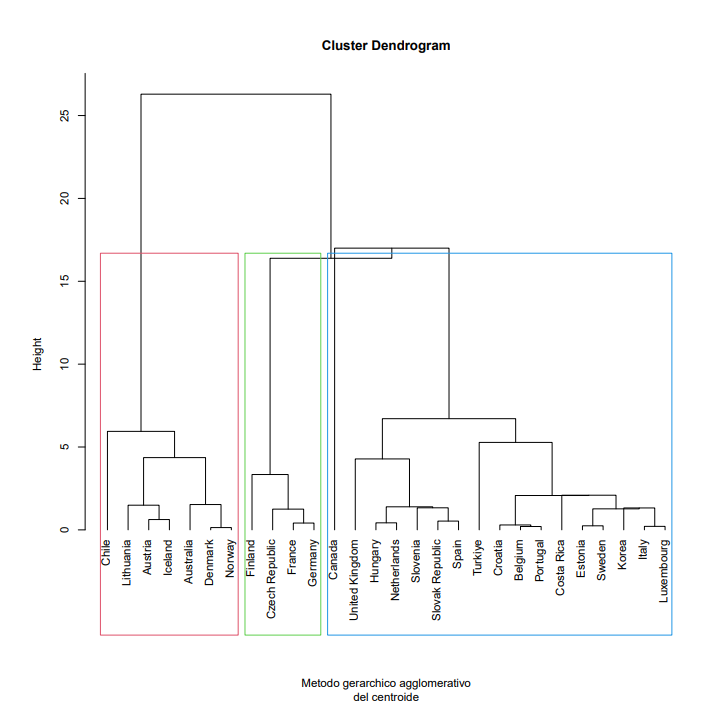 Cluster Dendrogram
Height
25
20
15
10
5
0
Chile
Lithuania
Austria
Iceland
Australia
Denmark
Norway
Finland
Czech Republic
France
Germany
Canada
United Kingdom
Hungary
Netherlands
Slovenia
Slovak Republic
Spain
Turkiye
Croatia
Belgium
Portugal
Costa Rica
Estonia
Sweden
Korea
Italy
Luxembourg
Metodo gerarchico agglomerativo
del centroide